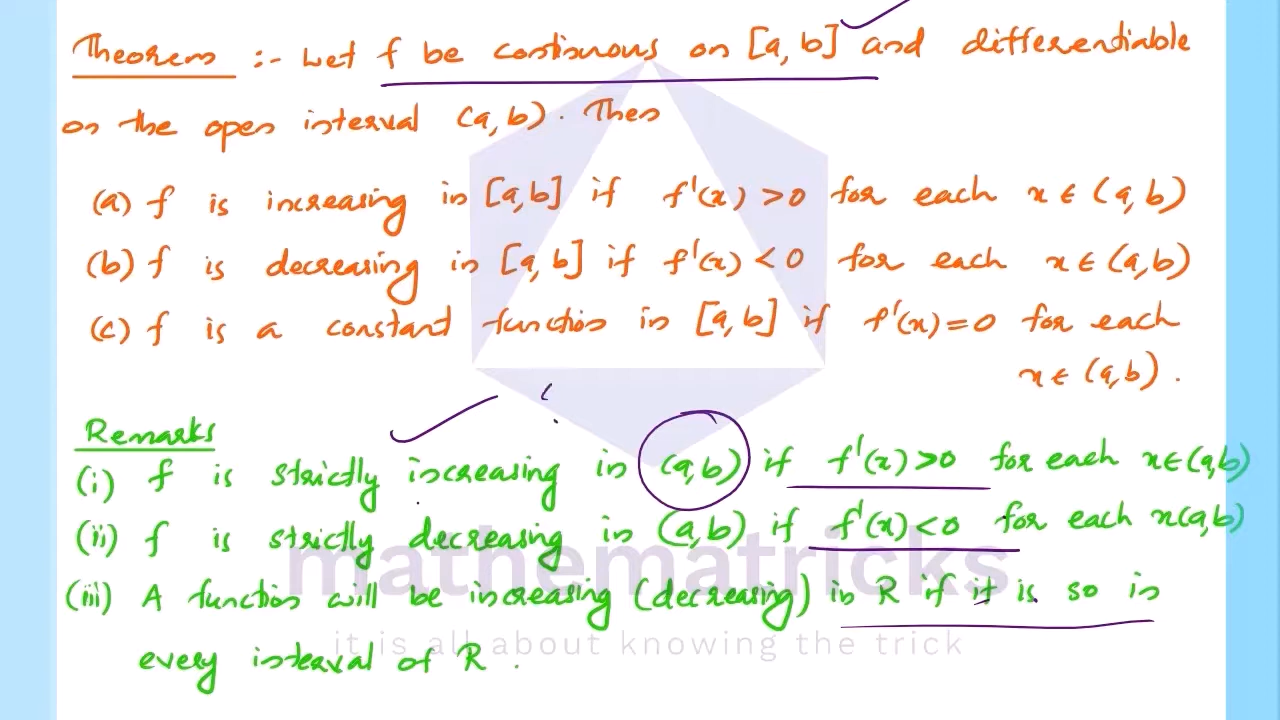 Theorem :- Let f be continuous on [a, b] and differentiable
on the open interval (a, b). Then
(a) f is increasing in [a, b] if f'(x) > 0 for each x ∈ (a, b)
(b) f is decreasing in [a, b] if f'(x) < 0 for each x ∈ (a, b)
(c) f is a constant function in [a, b] if f'(x) = 0 for each
x ∈ (a, b).
Remarks
(i) f is strictly increasing in (a, b) if f'(x) > 0 for each x ∈ (a, b)
(ii) f is strictly decreasing in (a, b) if f'(x) < 0 for each x(a, b)
mathematricks
(iii) A function will be increasing (decreasing) in R if it is so in
it is all about knowing the trick
every interval of R.